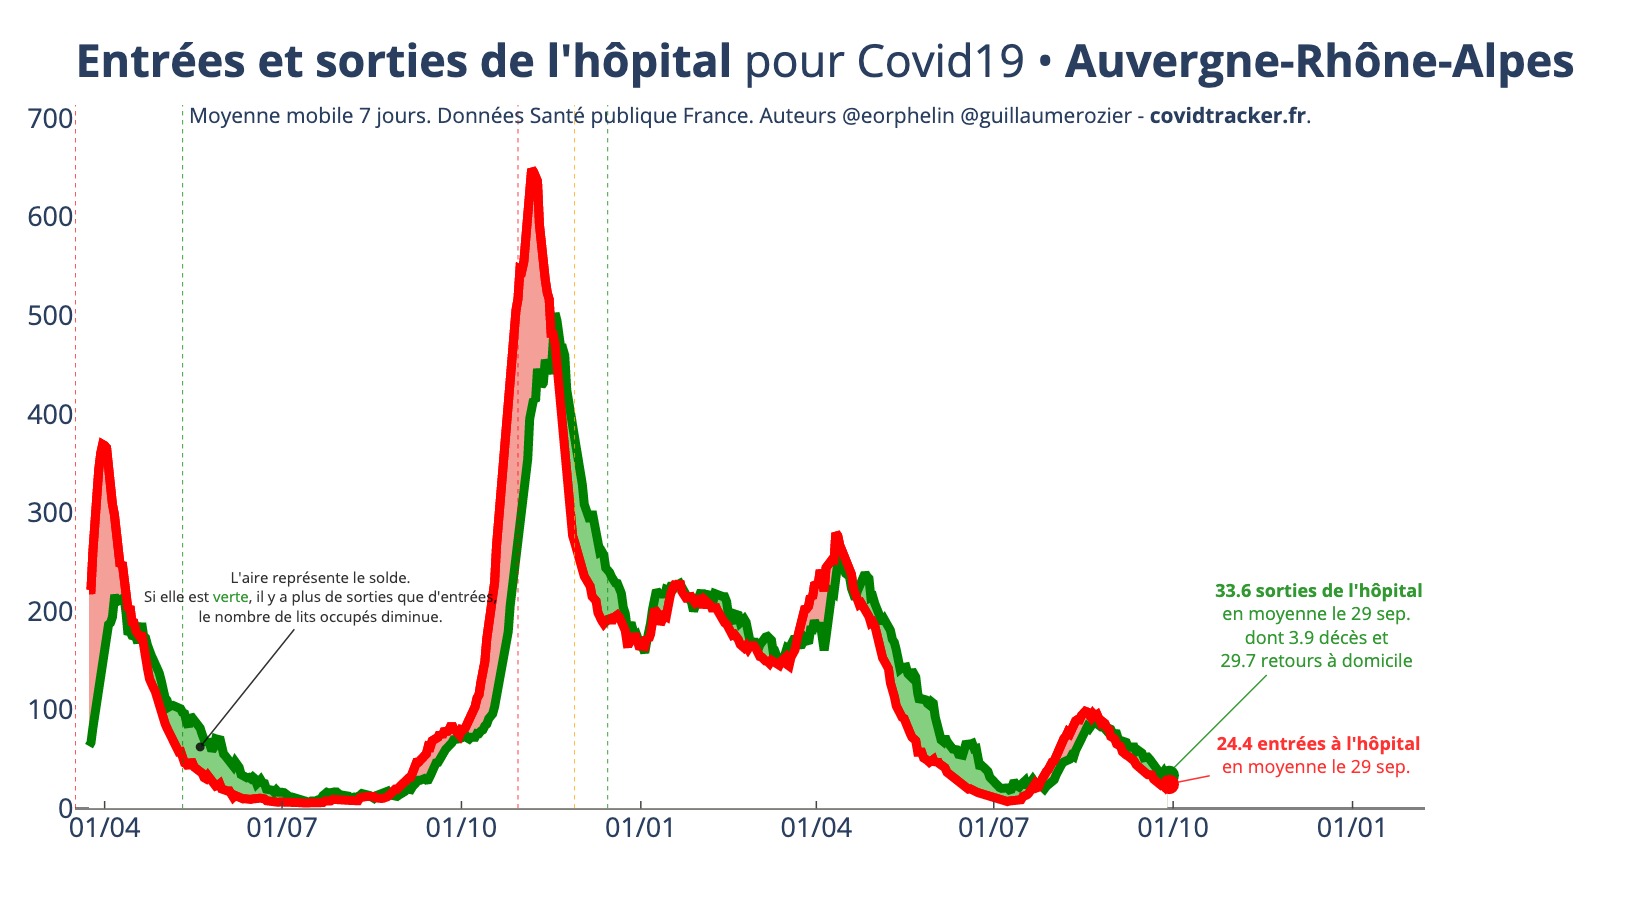 Entrées et sorties de l'hôpital pour Covid19 • Auvergne-Rhône-Alpes
Moyenne mobile 7 jours. Données Santé publique France. Auteurs @eorphelin @guillaumerozier - covidtracker.fr.
700
600
500
400
300
200
100
0
L'aire représente le solde.
Si elle est verte, il y a plus de sorties que d'entrées,
le nombre de lits occupés diminue.
33.6 sorties de l'hôpital
en moyenne le 29 sep.
dont 3.9 décès et
29.7 retours à domicile
24.4 entrées à l'hôpital
en moyenne le 29 sep.
01/04 01/07 01/10 01/01 01/04 01/07 01/10 01/01